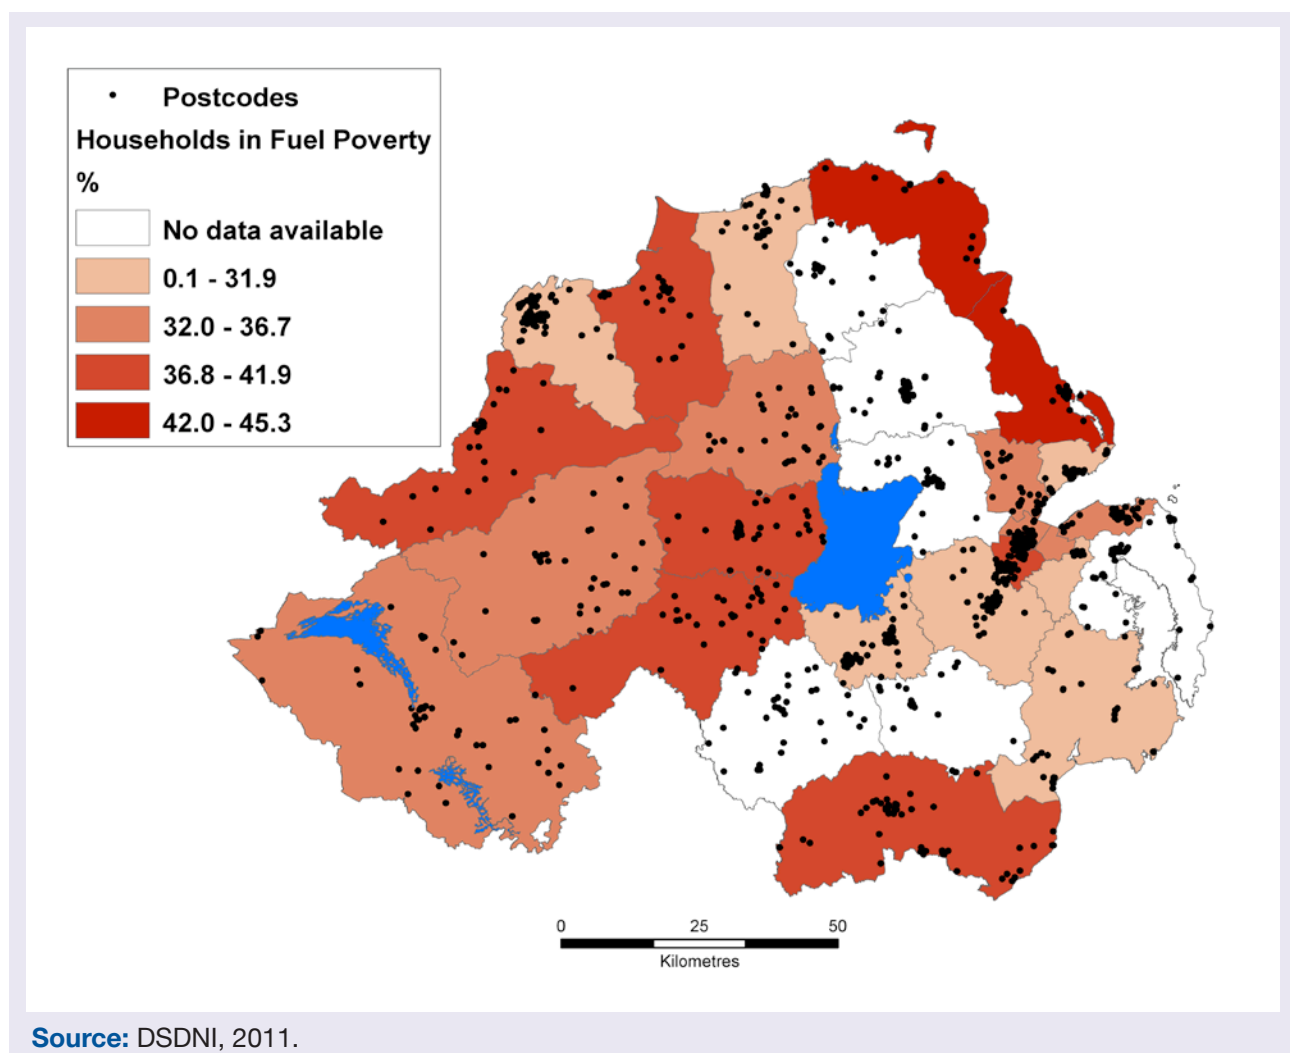 Postcodes
Households in Fuel Poverty
%
No data available
0.1 - 31.9
32.0 - 36.7
36.8 - 41.9
42.0 - 45.3
0 25 50
Kilometres
Source: DSDNI, 2011.